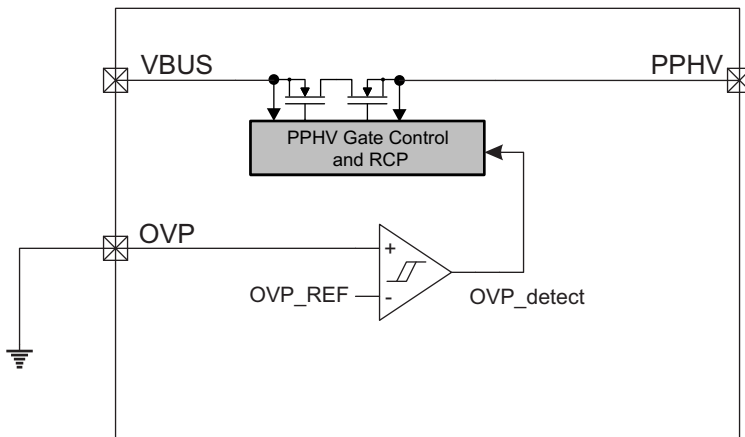 VBUS
PPHV
PPHV Gate Control
and RCP
OVP
+
OVP_REF
-
OVP_detect